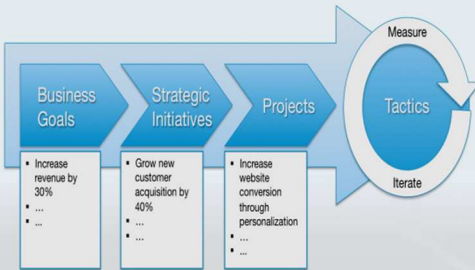 Measure
Business
Goals
Strategic
Initiatives
Projects
Tactics
Iterate
▪ Increase
revenue by
30%
▪ ...
▪ ...
▪ Grow new
customer
acquisition by
40%
▪ ...
▪ ...
▪ Increase
website
conversion
through
personalization
▪ ...
▪ ...